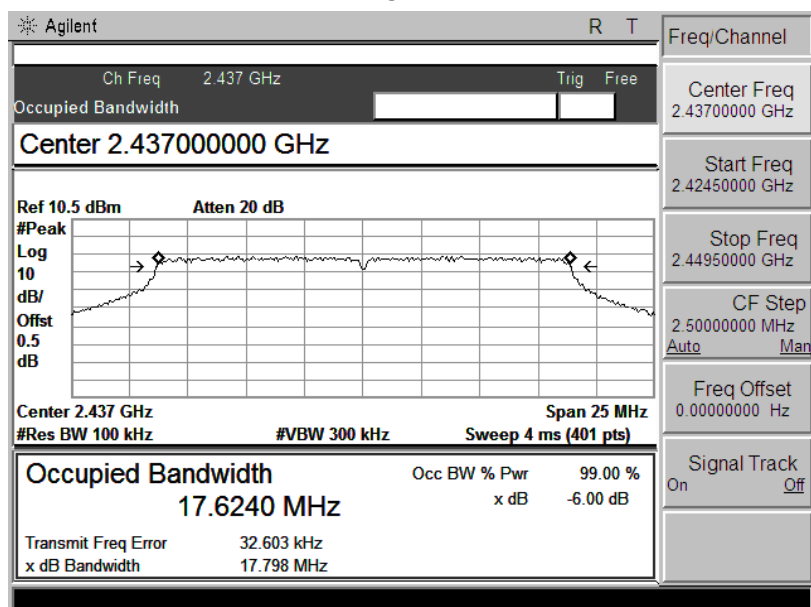 Agilent R T
Ch Freq 2.437 GHz Trig Free
Occupied Bandwidth
Center 2.437000000 GHz
Ref 10.5 dBm Atten 20 dB
#Peak
Log
10
dB/
Offst
0.5
dB
Center 2.437 GHz Span 25 MHz
#Res BW 100 kHz #VBW 300 kHz Sweep 4 ms (401 pts)
Occupied Bandwidth Occ BW % Pwr 99.00 %
17.6240 MHz x dB -6.00 dB
Transmit Freq Error 32.603 kHz
x dB Bandwidth 17.798 MHz
Freq/Channel
Center Freq
2.43700000 GHz
Start Freq
2.42450000 GHz
Stop Freq
2.44950000 GHz
CF Step
2.50000000 MHz
Auto Man
Freq Offset
0.00000000 Hz
Signal Track
On Off